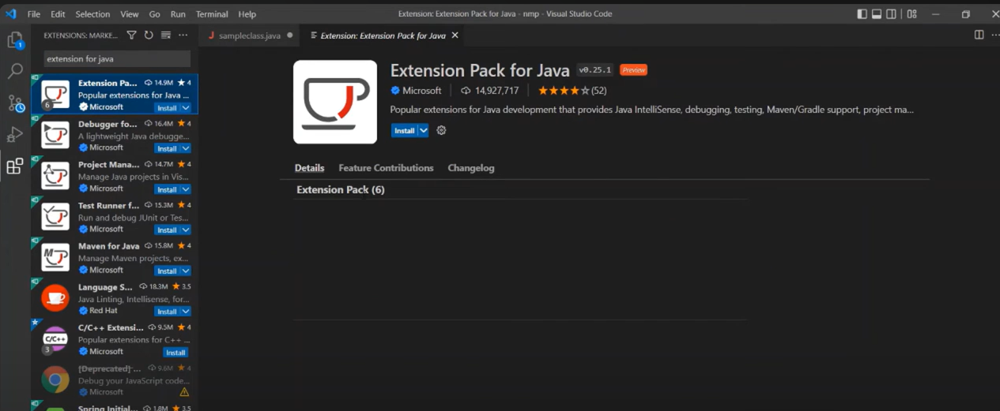 File Edit Selection View Go Run Terminal Help
Extension: Extension Pack for Java - nmp - Visual Studio Code
EXTENSIONS: MARKE...
sampleclass.java
Extension: Extension Pack for Java
1
extension for java
Extension Pa... 14.9M 4
Popular extensions for Java ...
Microsoft Install
6
Debugger fo... 16.4M 4
A lightweight Java debugge...
Microsoft Install
Project Mana... 14.7M 4
Manage Java projects in Vis...
Microsoft Install
Test Runner f... 15.3M 4
Run and debug JUnit or Tes...
Microsoft Install
Maven for Java 15.8M 4
Manage Maven projects, ex...
Microsoft Install
Language S... 18.3M 3.5
Java Linting, Intellisense, for...
Red Hat Install
C/C++ Extensi... 9.5M 4
Popular extensions for C++ ...
Microsoft Install
C/C++
3
[Deprecated] ... 9.6M 4
Debug your JavaScript code...
Microsoft
Spring Initial... 1.8M 3.5
Extension Pack for Java v0.25.1 Preview
Microsoft 14,927,717 (52)
Popular extensions for Java development that provides Java IntelliSense, debugging, testing, Maven/Gradle support, project ma...
Install
Details Feature Contributions Changelog
Extension Pack (6)